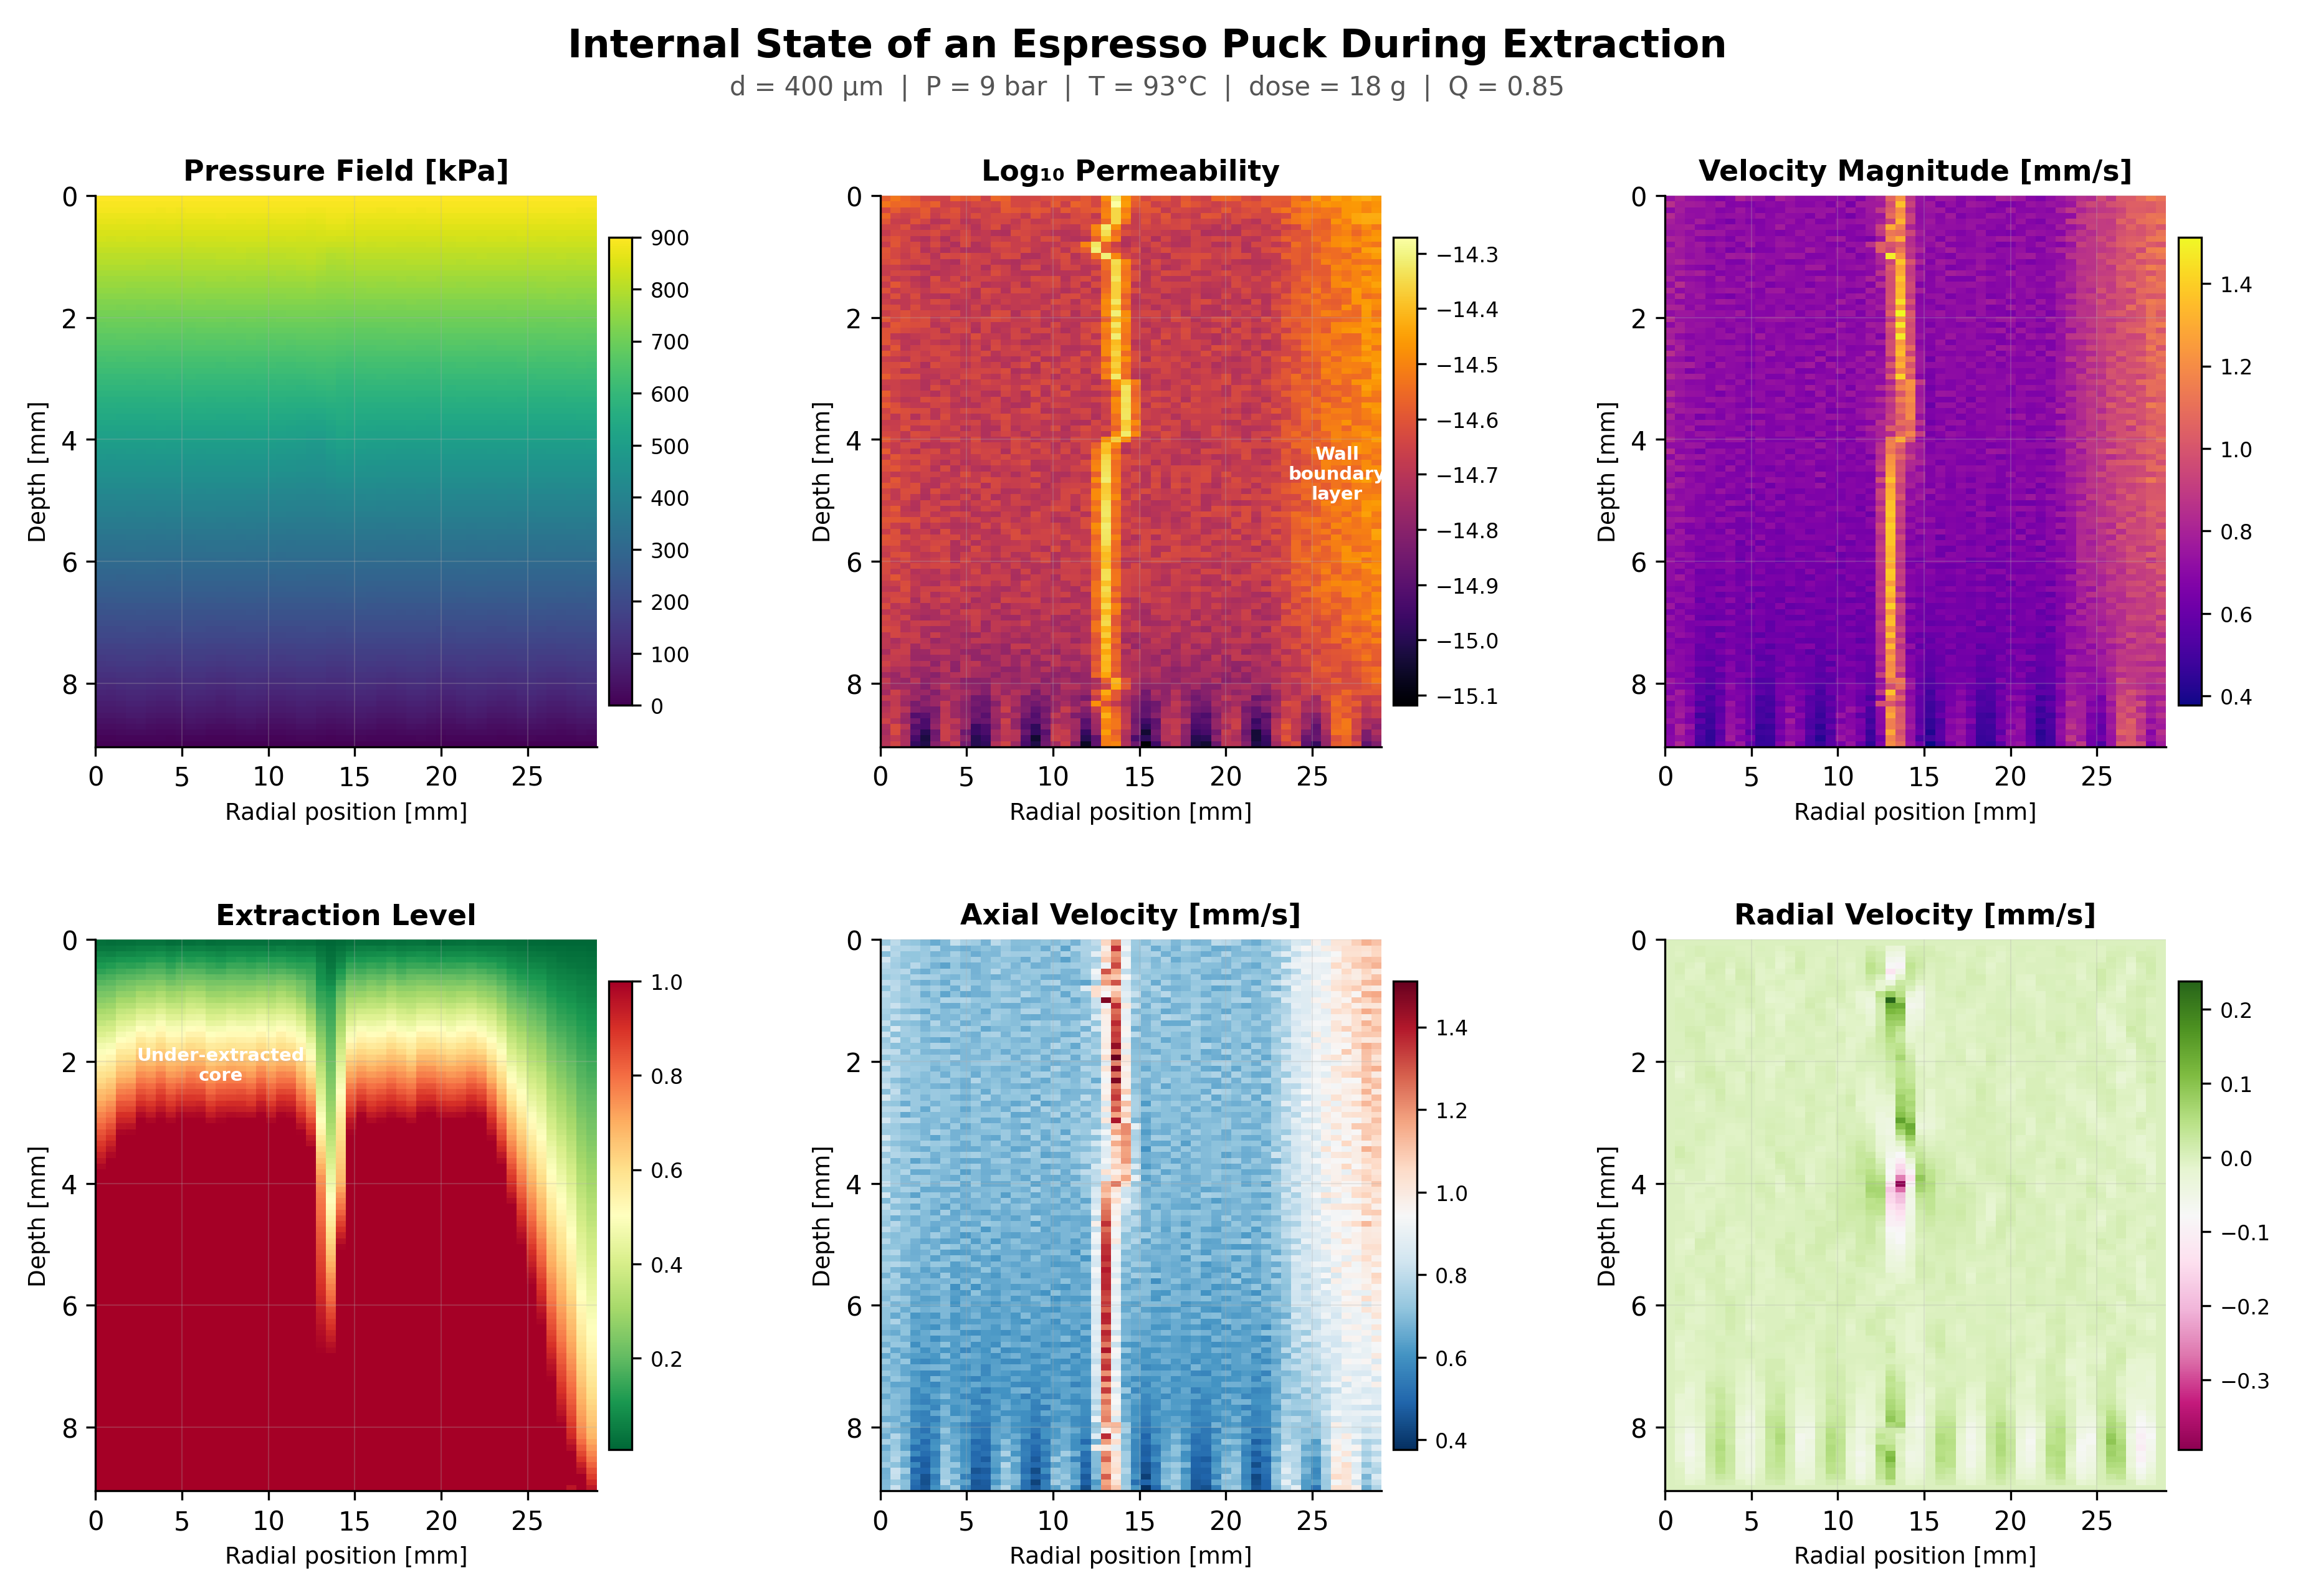 Internal State of an Espresso Puck During Extraction
d = 400 μm | P = 9 bar | T = 93°C | dose = 18 g | Q = 0.85
Pressure Field [kPa]
0
2
4
6
8
Depth [mm]
0 5 10 15 20 25
Radial position [mm]
900
800
700
600
500
400
300
200
100
0
Log₁₀ Permeability
0
2
4
6
8
Depth [mm]
Wall
boundary
layer
0 5 10 15 20 25
Radial position [mm]
−14.3
−14.4
−14.5
−14.6
−14.7
−14.8
−14.9
−15.0
−15.1
Velocity Magnitude [mm/s]
0
2
4
6
8
Depth [mm]
0 5 10 15 20 25
Radial position [mm]
1.4
1.2
1.0
0.8
0.6
0.4
Extraction Level
0
2
4
6
8
Depth [mm]
Under-extracted
core
0 5 10 15 20 25
Radial position [mm]
1.0
0.8
0.6
0.4
0.2
Axial Velocity [mm/s]
0
2
4
6
8
Depth [mm]
0 5 10 15 20 25
Radial position [mm]
1.4
1.2
1.0
0.8
0.6
0.4
Radial Velocity [mm/s]
0
2
4
6
8
Depth [mm]
0 5 10 15 20 25
Radial position [mm]
0.2
0.1
0.0
−0.1
−0.2
−0.3